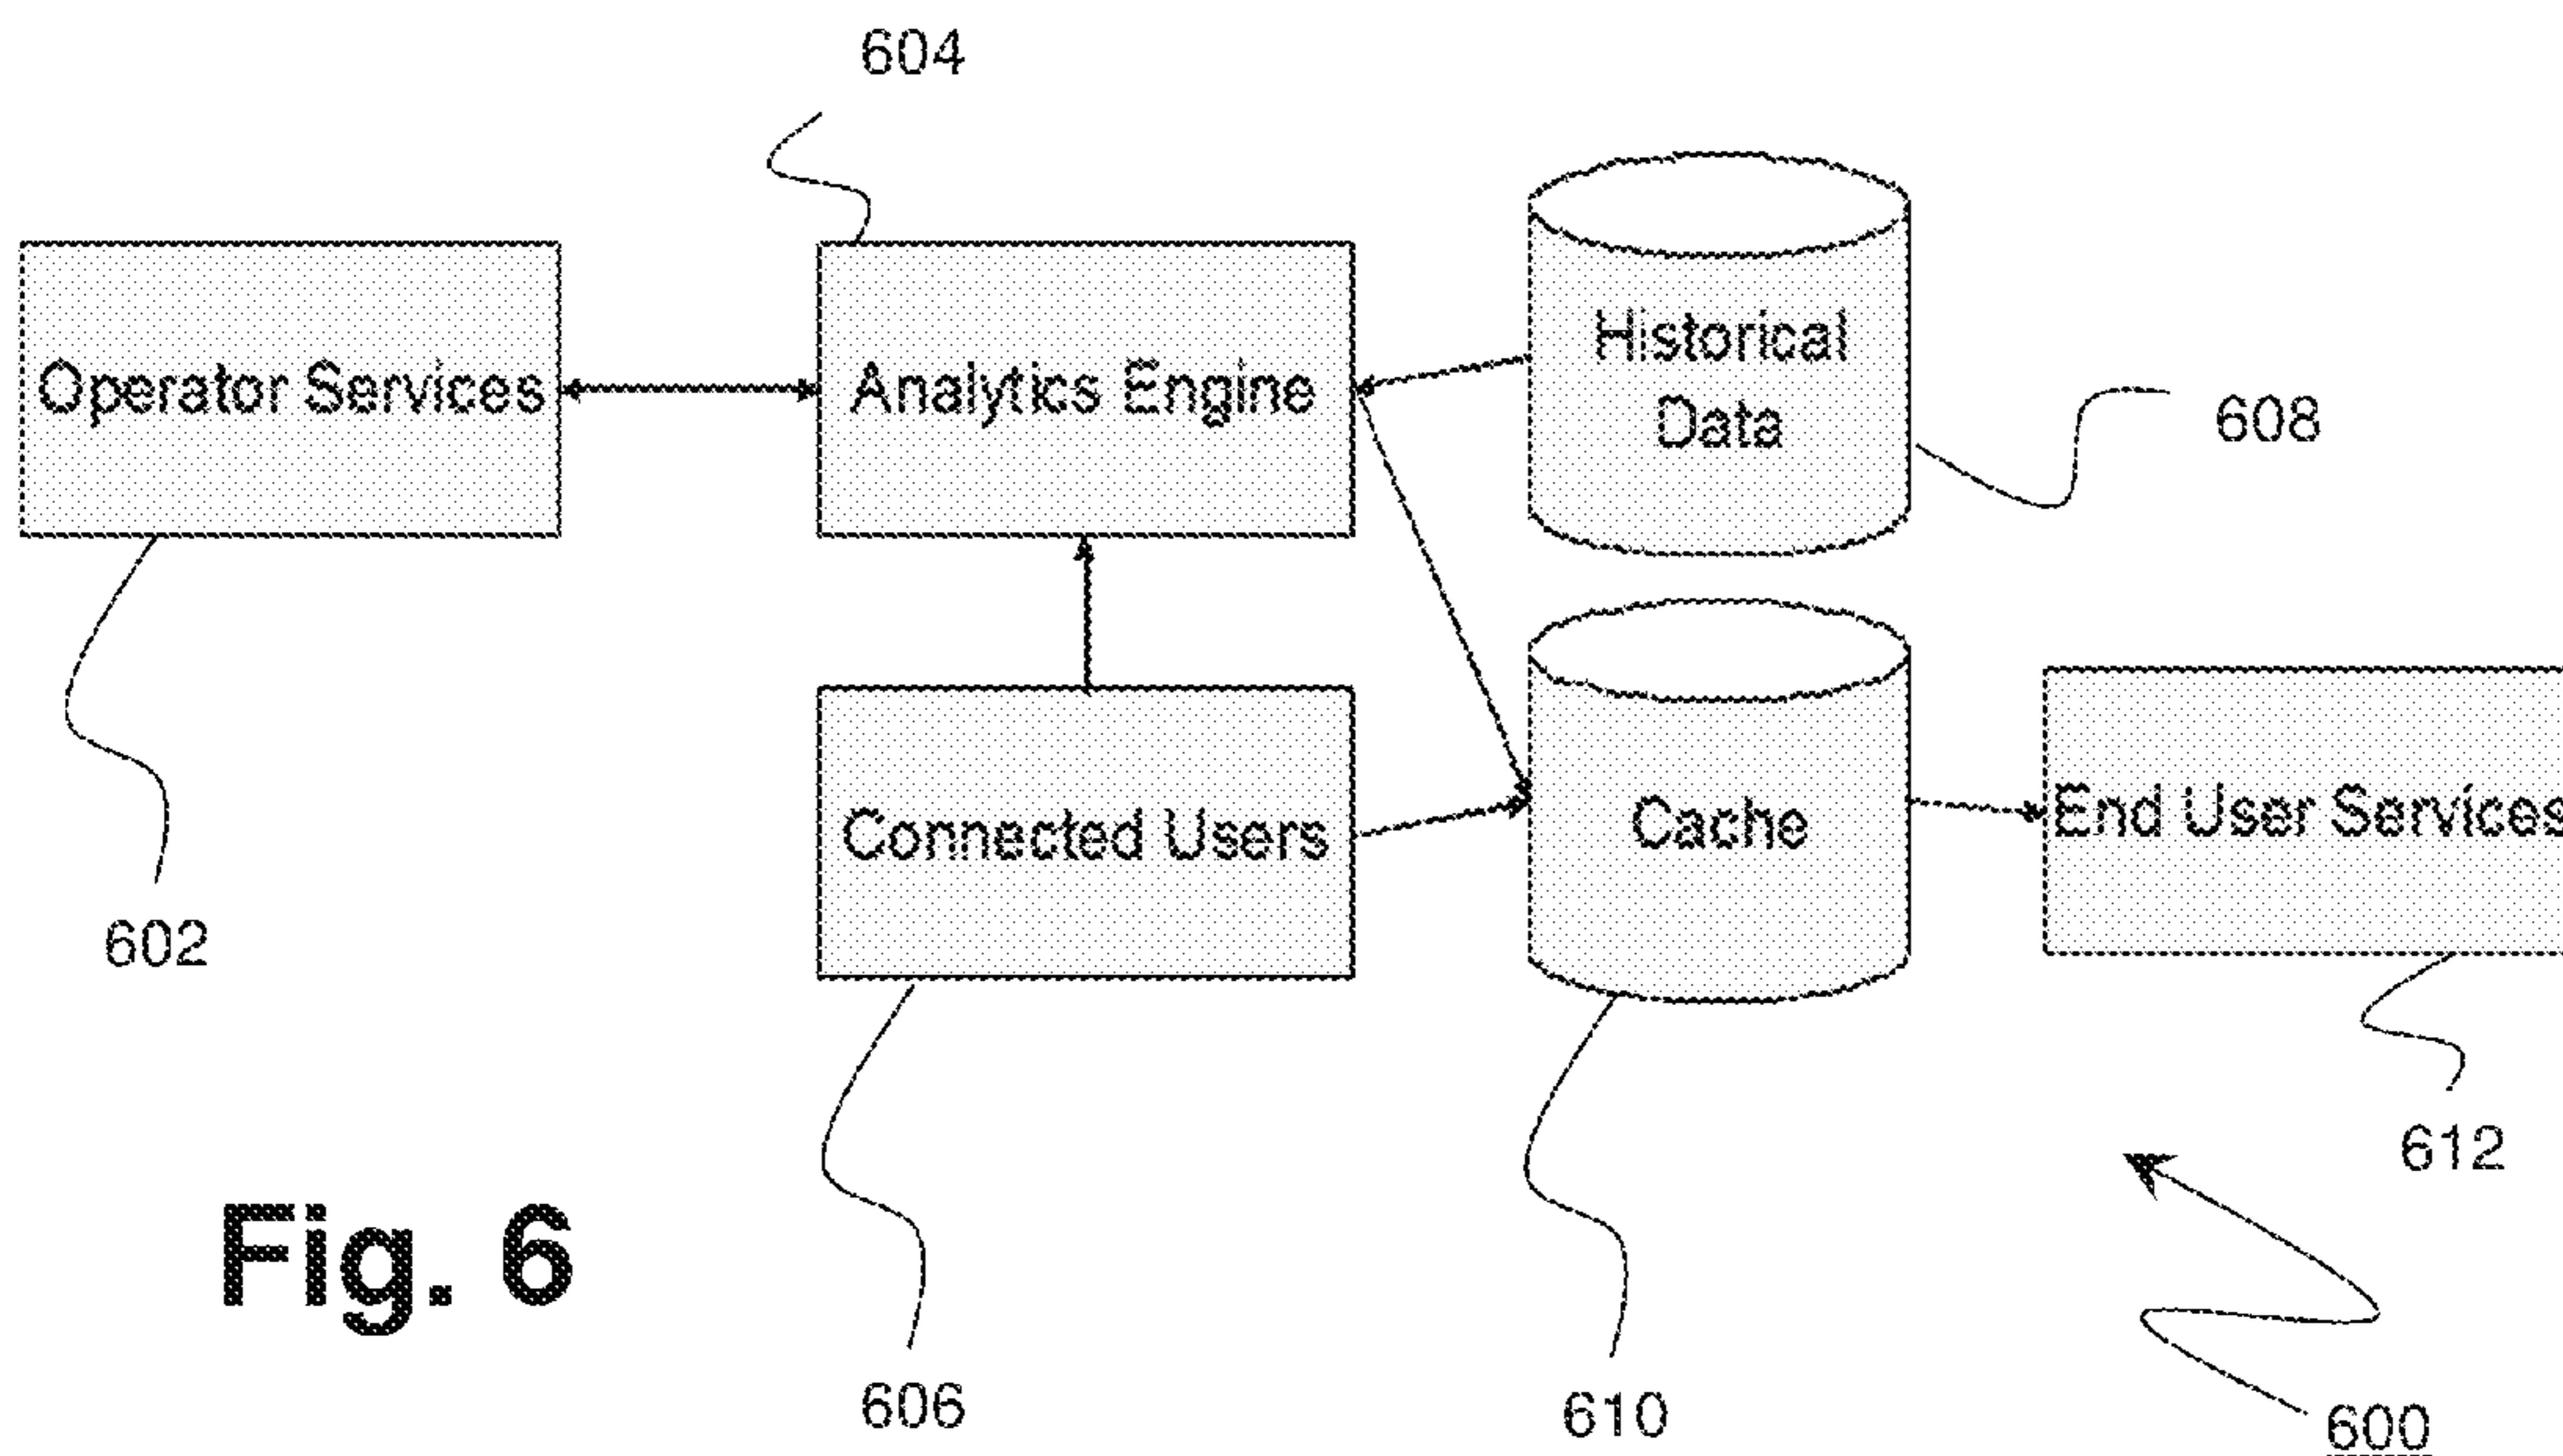 604
Operator Services
Analytics Engine
Historical
Data
608
Connected Users
Cache
End User Services
602
612
Fig. 6
606
610
600